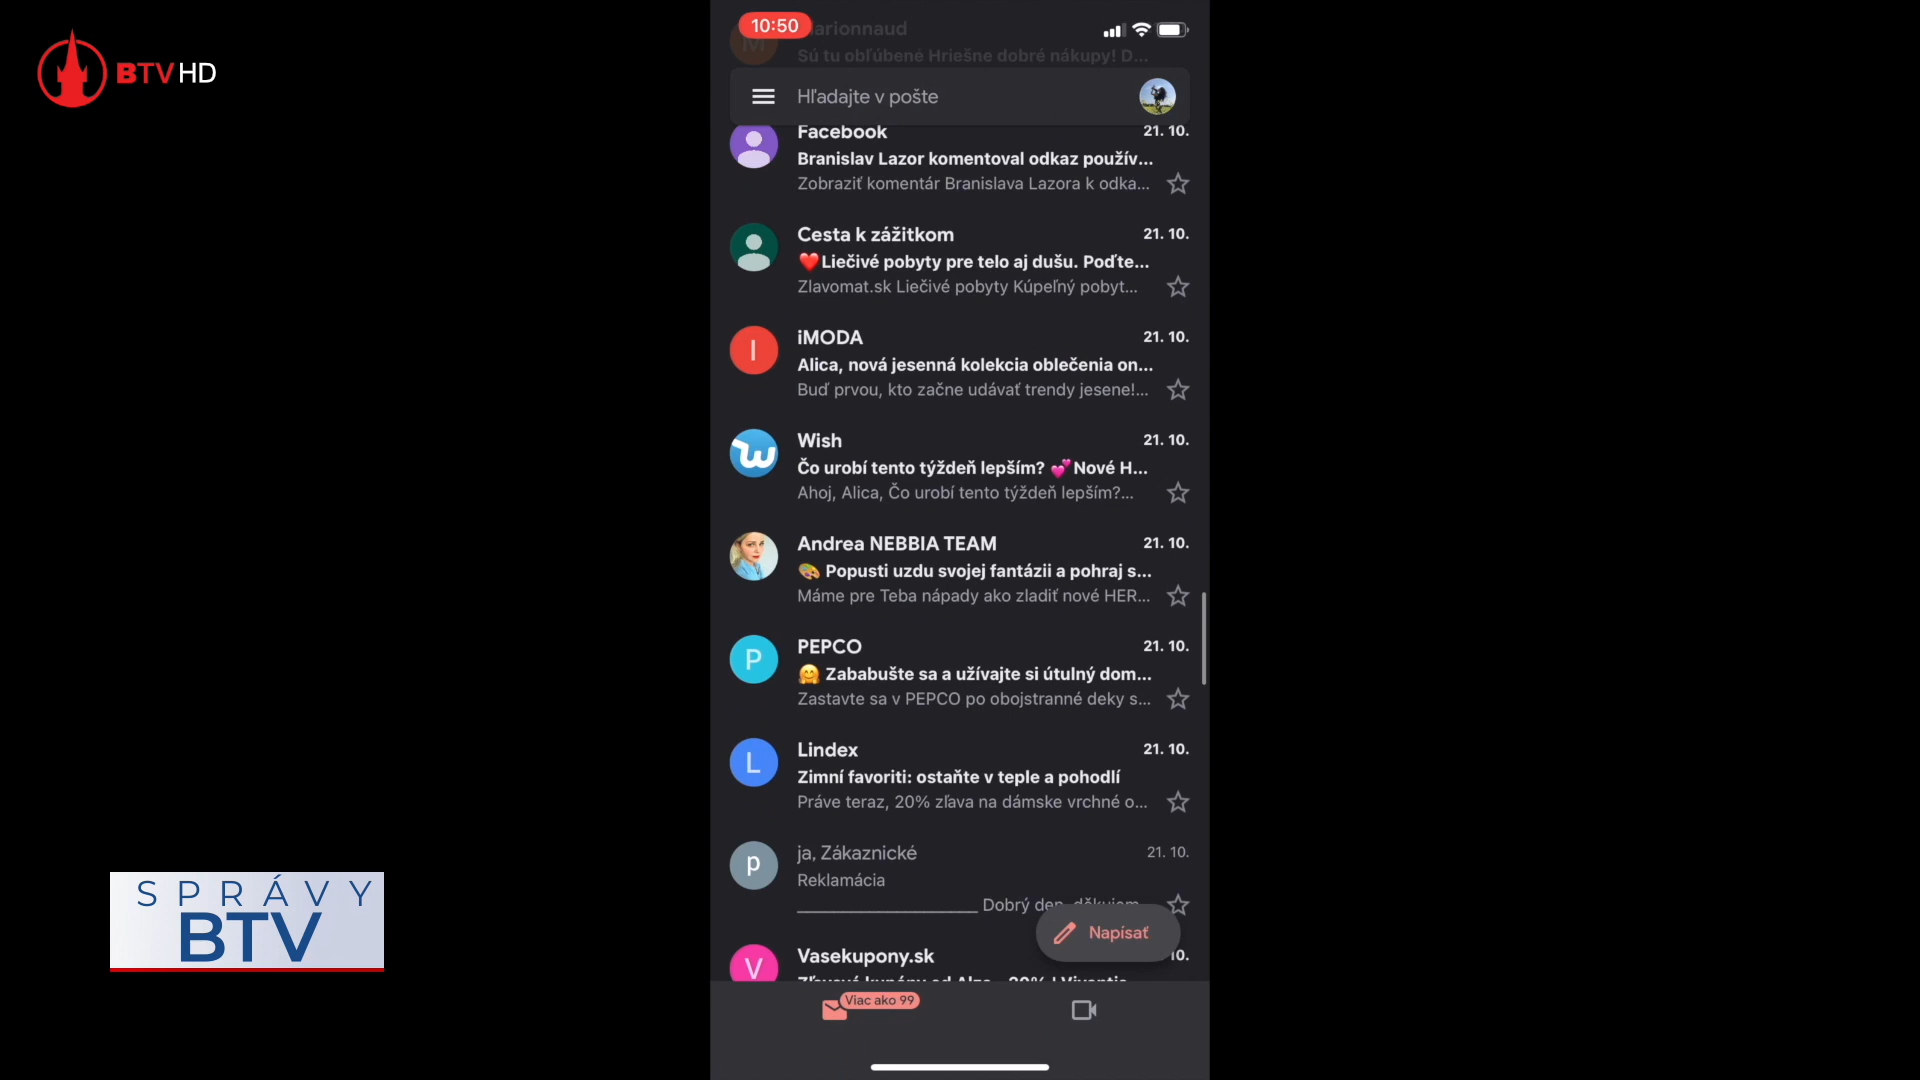 BTV HD
10:50
arionnaud
Sú tu obľúbené Hriešne dobré nákupy! D...
Hľadajte v pošte
Facebook 21. 10.
Branislav Lazor komentoval odkaz použív...
Zobraziť komentár Branislava Lazora k odka...
Cesta k zážitkom 21. 10.
❤️Liečivé pobyty pre telo aj dušu. Poďte...
Zlavomat.sk Liečivé pobyty Kúpeľný pobyt...
I
iMODA 21. 10.
Alica, nová jesenná kolekcia oblečenia on...
Buď prvou, kto začne udávať trendy jesene!...
Wish 21. 10.
Čo urobí tento týždeň lepším? 💕Nové H...
Ahoj, Alica, Čo urobí tento týždeň lepším?...
Andrea NEBBIA TEAM 21. 10.
🎨 Popusti uzdu svojej fantázii a pohraj s...
Máme pre Teba nápady ako zladiť nové HER...
P
PEPCO 21. 10.
🤗 Zababušte sa a užívajte si útulný dom...
Zastavte sa v PEPCO po obojstranné deky s...
L
Lindex 21. 10.
Zimní favoriti: ostaňte v teple a pohodlí
Práve teraz, 20% zľava na dámske vrchné o...
p
ja, Zákaznické 21. 10.
Reklamácia
____________________ Dobrý den, děkujem
Napísať
V
Vasekupony.sk 10.
Viac ako 99
SPRÁVY
BTV